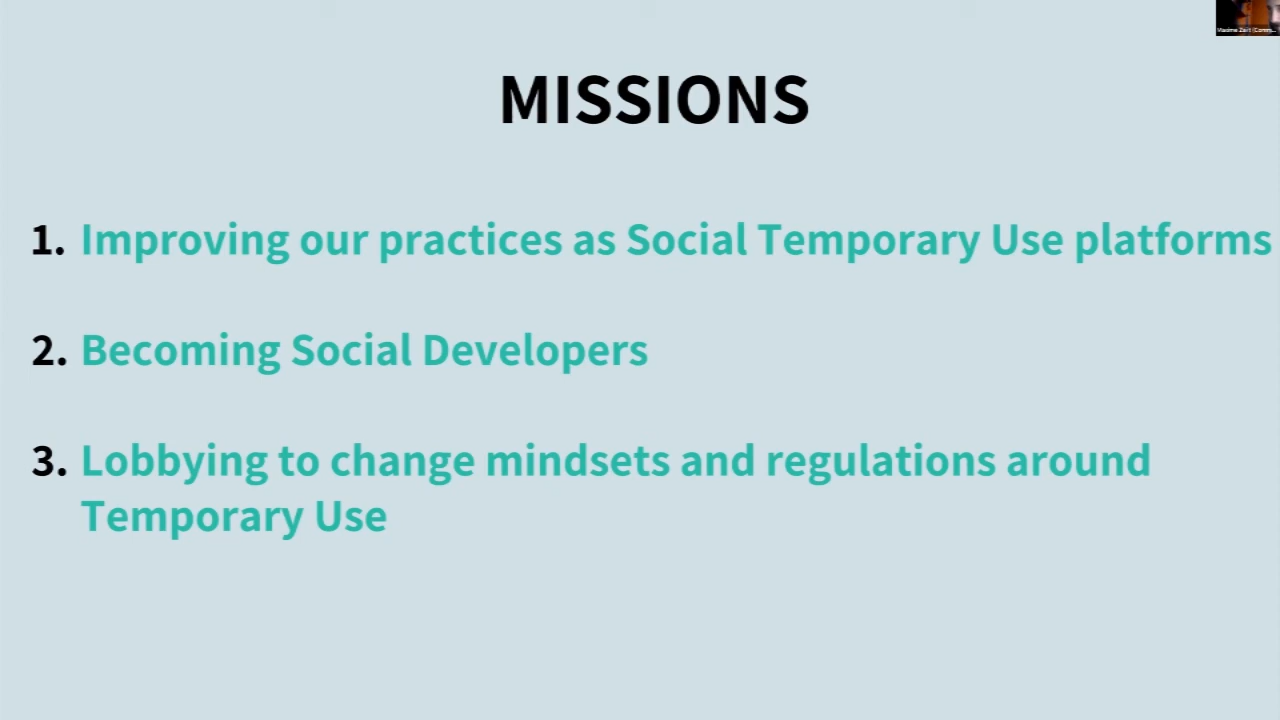 MISSIONS
1. Improving our practices as Social Temporary Use platforms
2. Becoming Social Developers
3. Lobbying to change mindsets and regulations around
Temporary Use